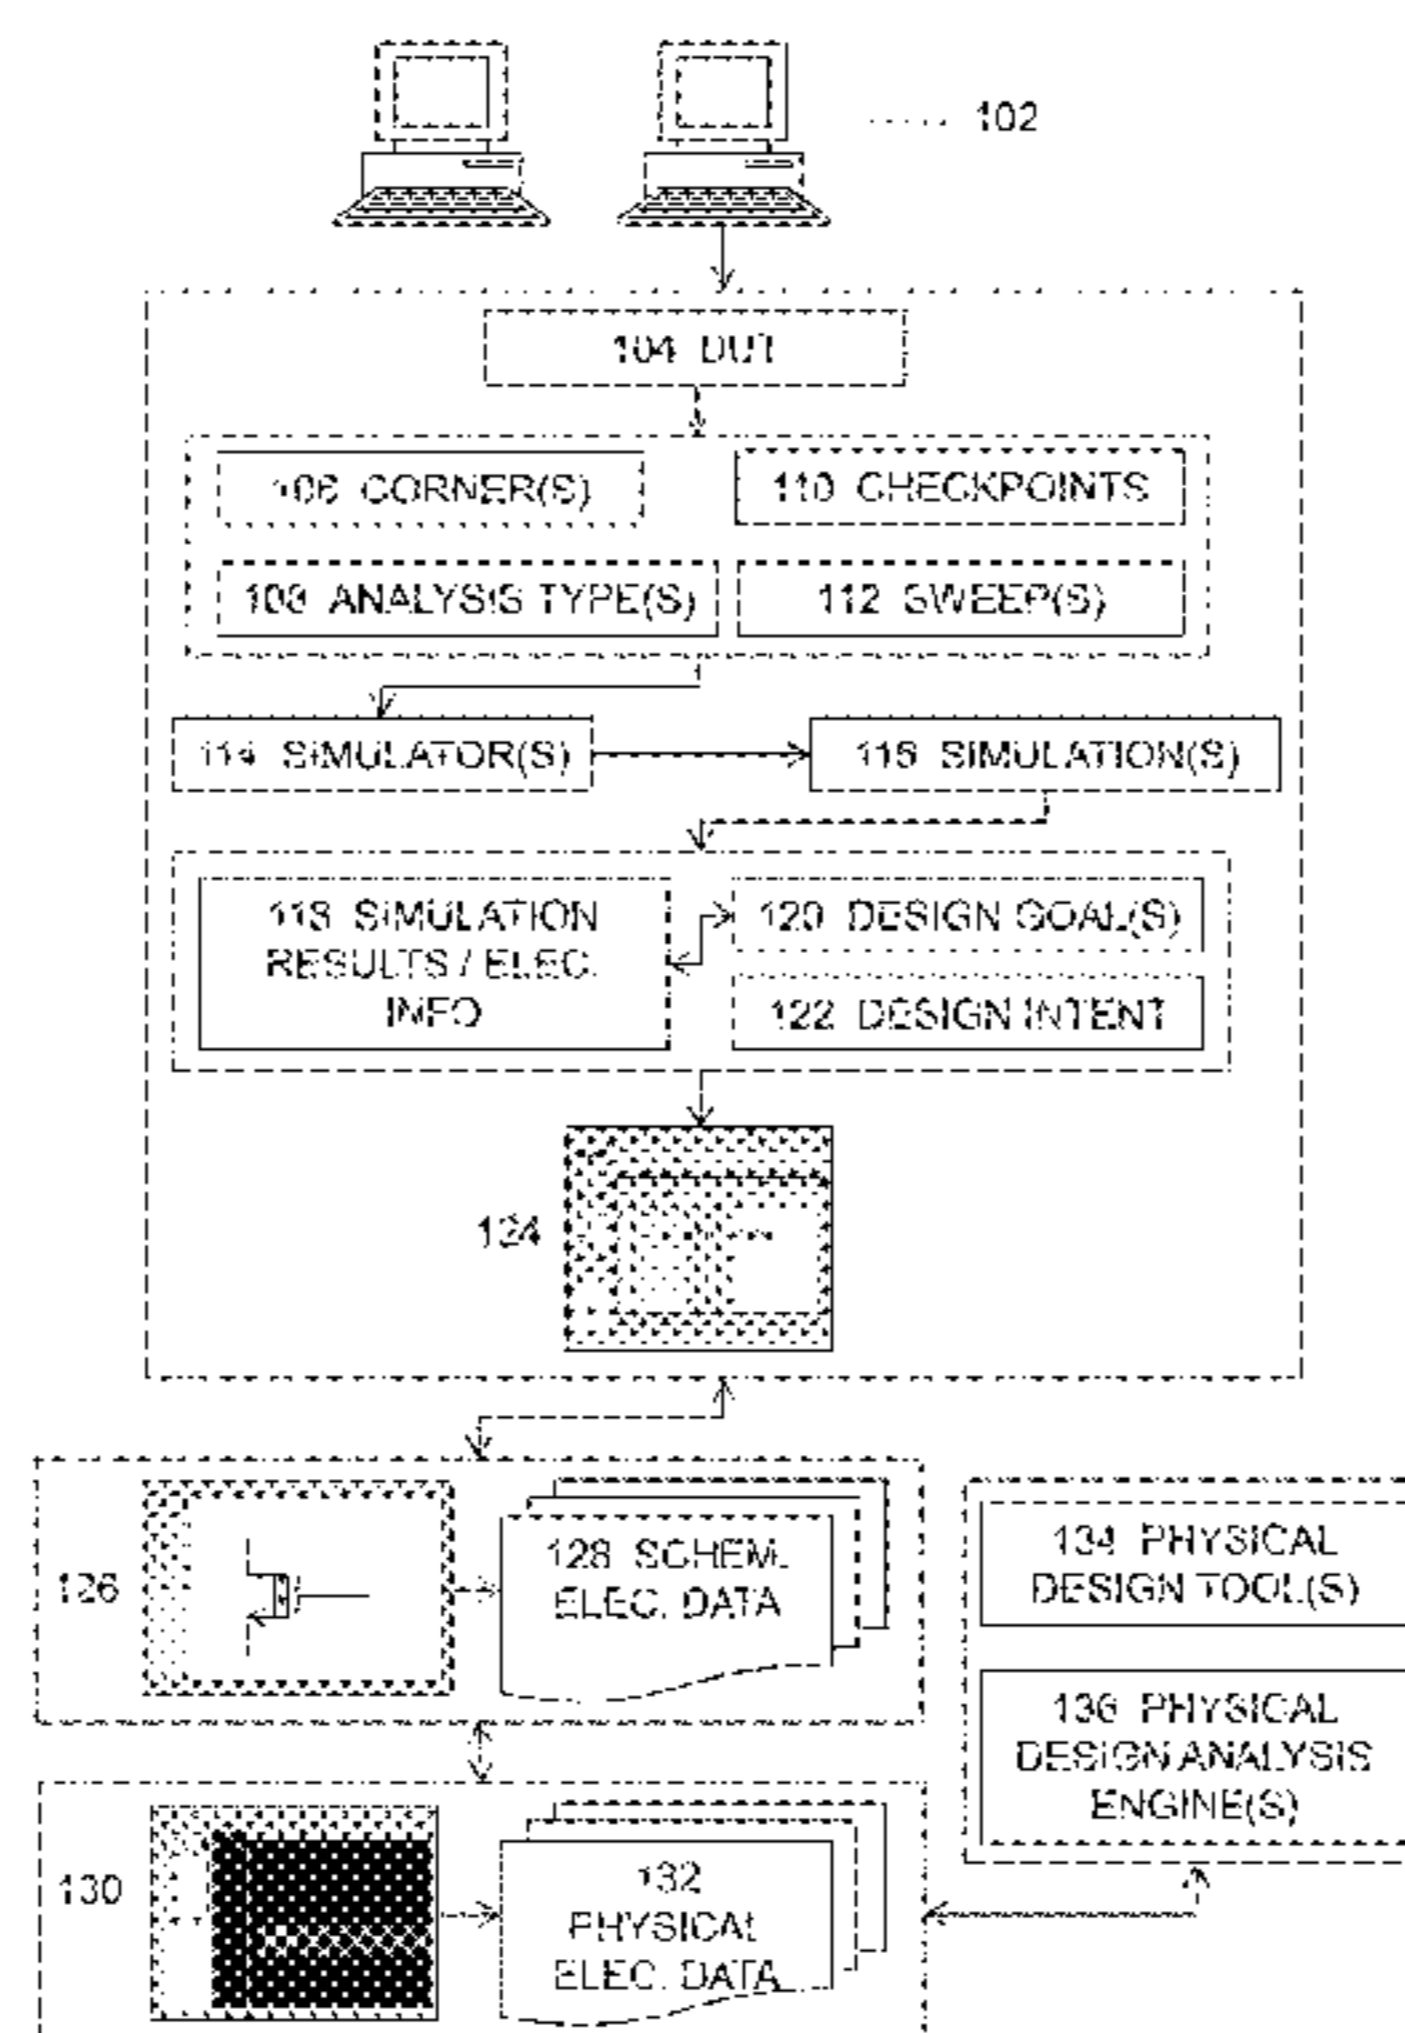 102
104 DUT
106 CORNER(S)
110 CHECKPOINTS
108 ANALYSIS TYPE(S)
112 SWEEP(S)
114 SIMULATOR(S)
116 SIMULATION(S)
118 SIMULATION
RESULTS / ELEC.
INFO
120 DESIGN GOAL(S)
122 DESIGN INTENT
124
126
128 SCHEM.
ELEC. DATA
134 PHYSICAL
DESIGN TOOL(S)
136 PHYSICAL
DESIGN ANALYSIS
ENGINE(S)
130
132
PHYSICAL
ELEC. DATA